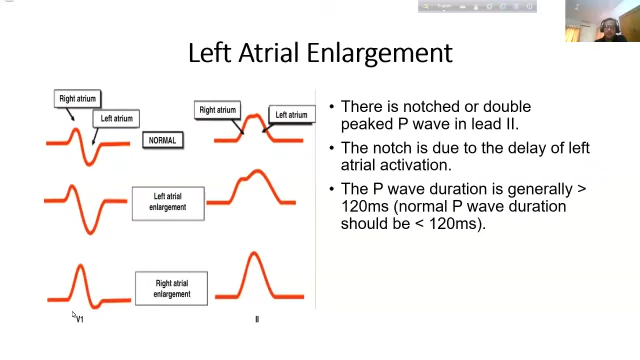 Left Atrial Enlargement
Right atrium
Left atrium
NORMAL
Right atrium
Left atrium
Left atrial
enlargement
Right atrial
enlargement
V1
II
• There is notched or double
peaked P wave in lead II.
• The notch is due to the delay of left
atrial activation.
• The P wave duration is generally >
120ms (normal P wave duration
should be < 120ms).